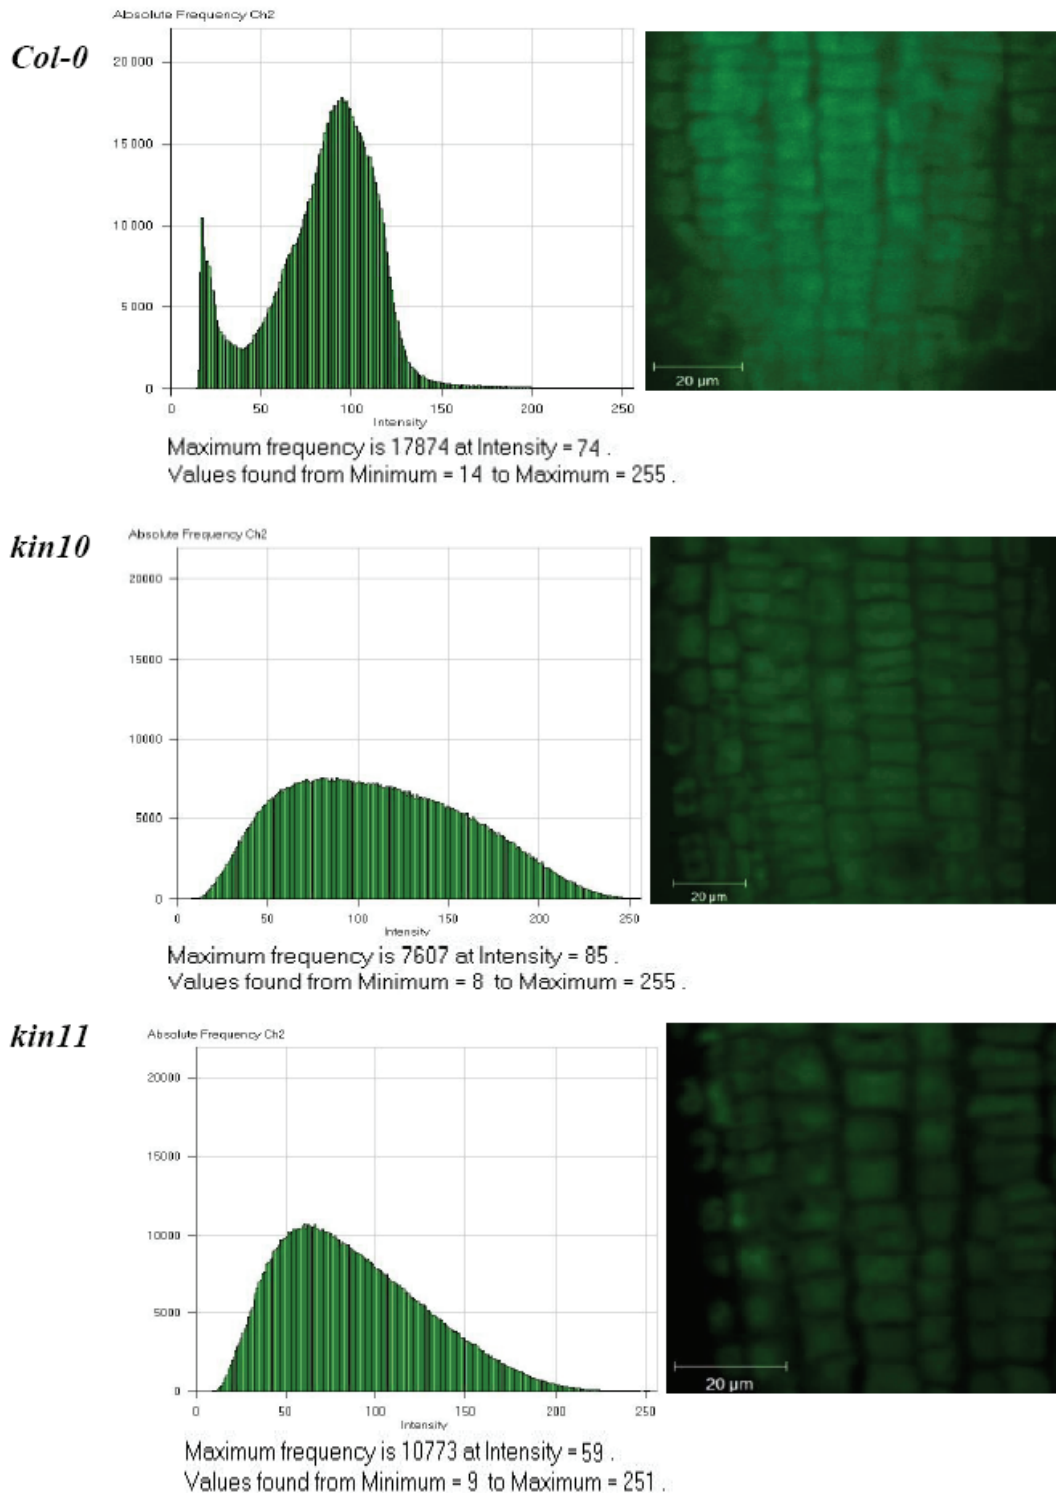 Absolute Frequency Ch2
Col-0
20 000
15 000
10 000
5 000
0
0 50 100 150 200 250
Intensity
20 µm
Maximum frequency is 17874 at Intensity = 74 .
Values found from Minimum = 14 to Maximum = 255 .
kin10
Absolute Frequency Ch2
20000
15000
10000
5000
0
0 50 100 150 200 250
Intensity
20 µm
Maximum frequency is 7607 at Intensity = 85 .
Values found from Minimum = 8 to Maximum = 255 .
kin11
Absolute Frequency Ch2
20000
15000
10000
5000
0
0 50 100 150 200 250
Intensity
20 µm
Maximum frequency is 10773 at Intensity = 59 .
Values found from Minimum = 9 to Maximum = 251 .